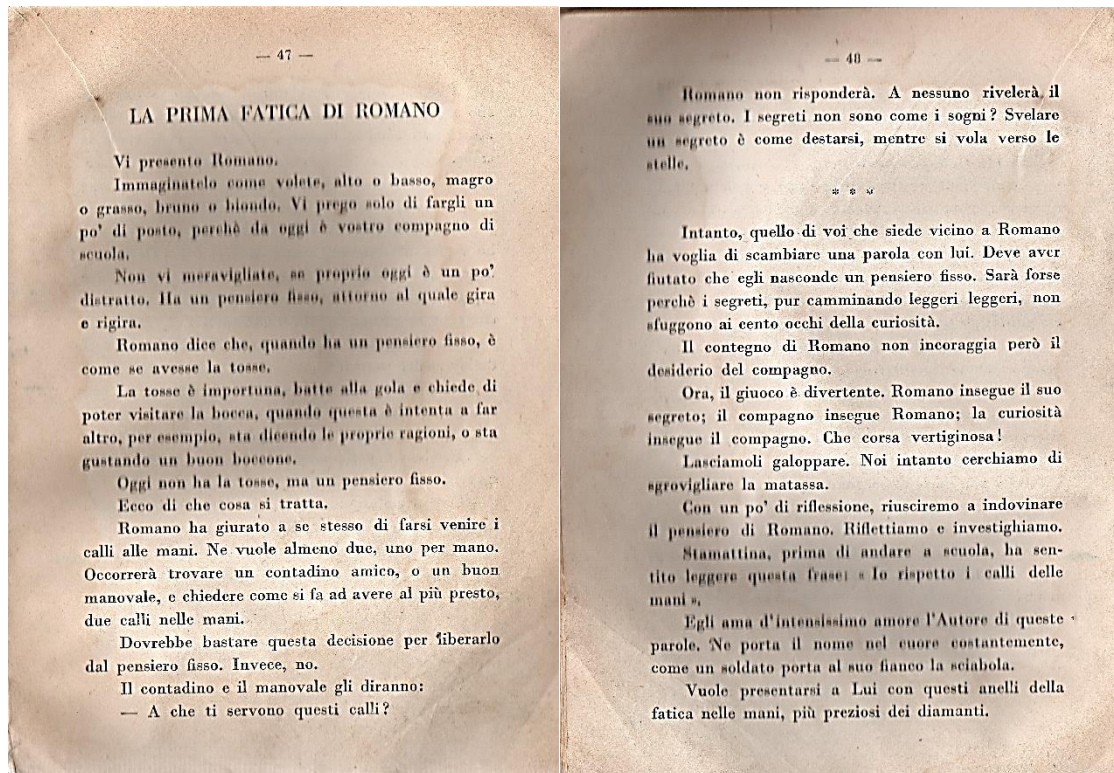 — 47 —
LA PRIMA FATICA DI ROMANO
Vi presento Romano.
Immaginatelo come volete, alto o basso, magro
o grasso, bruno o biondo. Vi prego solo di fargli un
po' di posto, perchè da oggi è vostro compagno di
scuola.
Non vi meravigliate, se proprio oggi è un po'
distratto. Ha un pensiero fisso, attorno al quale gira
e rigira.
Romano dice che, quando ha un pensiero fisso, è
come se avesse la tosse.
La tosse è importuna, batte alla gola e chiede di
poter visitare la bocca, quando questa è intenta a far
altro, per esempio, sta dicendo le proprie ragioni, o sta
gustando un buon boccone.
Oggi non ha la tosse, ma un pensiero fisso.
Ecco di che cosa si tratta.
Romano ha giurato a se stesso di farsi venire i
calli alle mani. Ne vuole almeno due, uno per mano.
Occorrerà trovare un contadino amico, o un buon
manovale, e chiedere come si fa ad avere al più presto,
due calli nelle mani.
Dovrebbe bastare questa decisione per liberarlo
dal pensiero fisso. Invece, no.
Il contadino e il manovale gli diranno:
— A che ti servono questi calli?
— 48 —
Romano non risponderà. A nessuno rivelerà il
suo segreto. I segreti non sono come i sogni? Svelare
un segreto è come destarsi, mentre si vola verso le
stelle.
* * *
Intanto, quello di voi che siede vicino a Romano
ha voglia di scambiare una parola con lui. Deve aver
fiutato che egli nasconde un pensiero fisso. Sarà forse
perchè i segreti, pur camminando leggeri leggeri, non
sfuggono ai cento occhi della curiosità.
Il contegno di Romano non incoraggia però il
desiderio del compagno.
Ora, il giuoco è divertente. Romano insegue il suo
segreto; il compagno insegue Romano; la curiosità
insegue il compagno. Che corsa vertiginosa!
Lasciamoli galoppare. Noi intanto cerchiamo di
sgrovigliare la matassa.
Con un po' di riflessione, riusciremo a indovinare
il pensiero di Romano. Riflettiamo e investighiamo.
Stamattina, prima di andare a scuola, ha sen-
tito leggere questa frase: « Io rispetto i calli delle
mani ».
Egli ama d'intensissimo amore l'Autore di queste
parole. Ne porta il nome nel cuore costantemente,
come un soldato porta al suo fianco la sciabola.
Vuole presentarsi a Lui con questi anelli della
fatica nelle mani, più preziosi dei diamanti.